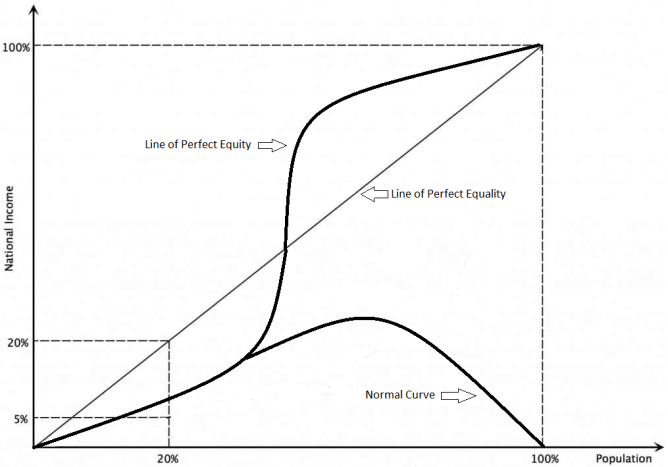 100%
Line of Perfect Equity
Line of Perfect Equality
National Income
20%
Normal Curve
5%
20%
100%
Population